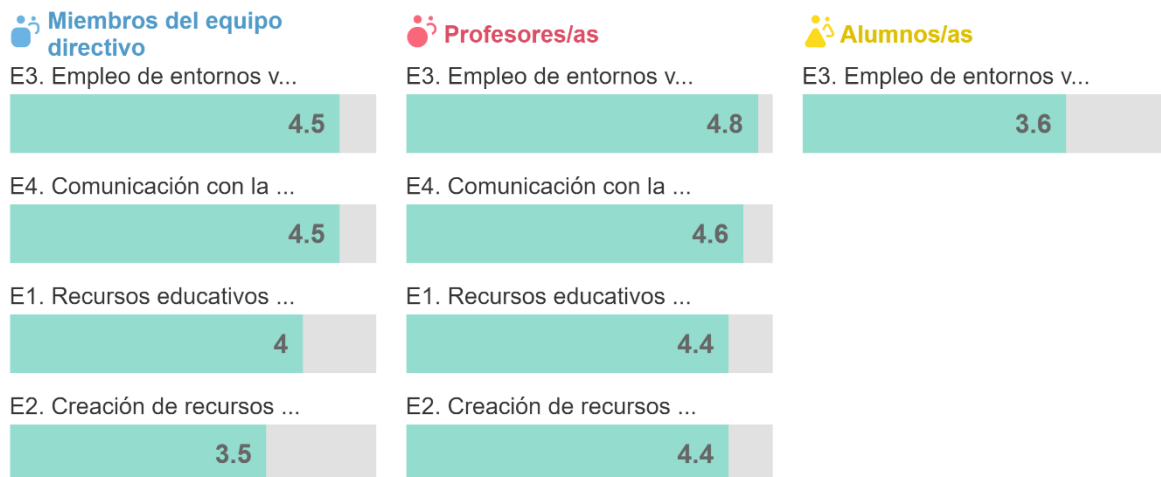 Miembros del equipo
directivo
E3. Empleo de entornos v...
4.5
E4. Comunicación con la ...
4.5
E1. Recursos educativos ...
4
E2. Creación de recursos ...
3.5
Profesores/as
E3. Empleo de entornos v...
4.8
E4. Comunicación con la ...
4.6
E1. Recursos educativos ...
4.4
E2. Creación de recursos ...
4.4
Alumnos/as
E3. Empleo de entornos v...
3.6